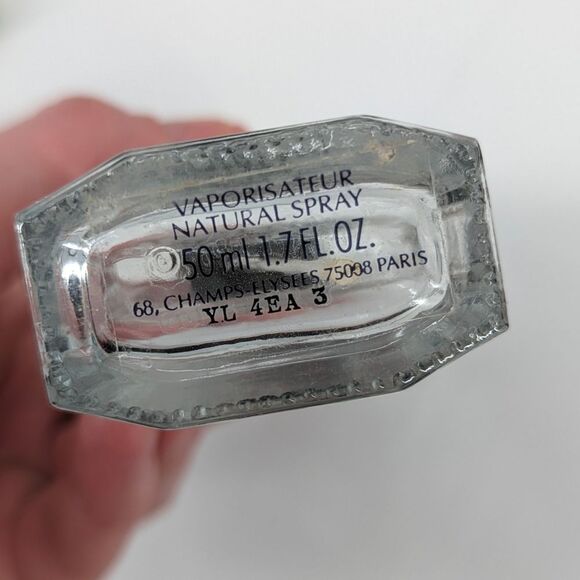 VAPORISATEUR
NATURAL SPRAY
50 ml 1.7 FL.OZ.
68, CHAMPS-ELYSEES 75008 PARIS
YL 4EA 3